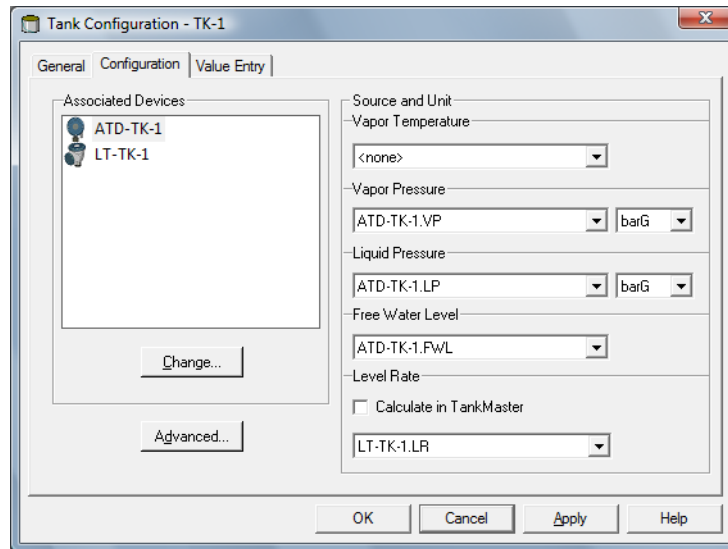 Tank Configuration - TK-1
General
Configuration
Value Entry
Associated Devices
ATD-TK-1
LT-TK-1
Change...
Advanced...
Source and Unit
Vapor Temperature
<none>
Vapor Pressure
ATD-TK-1.VP
barG
Liquid Pressure
ATD-TK-1.LP
barG
Free Water Level
ATD-TK-1.FWL
Level Rate
Calculate in TankMaster
LT-TK-1.LR
OK
Cancel
Apply
Help